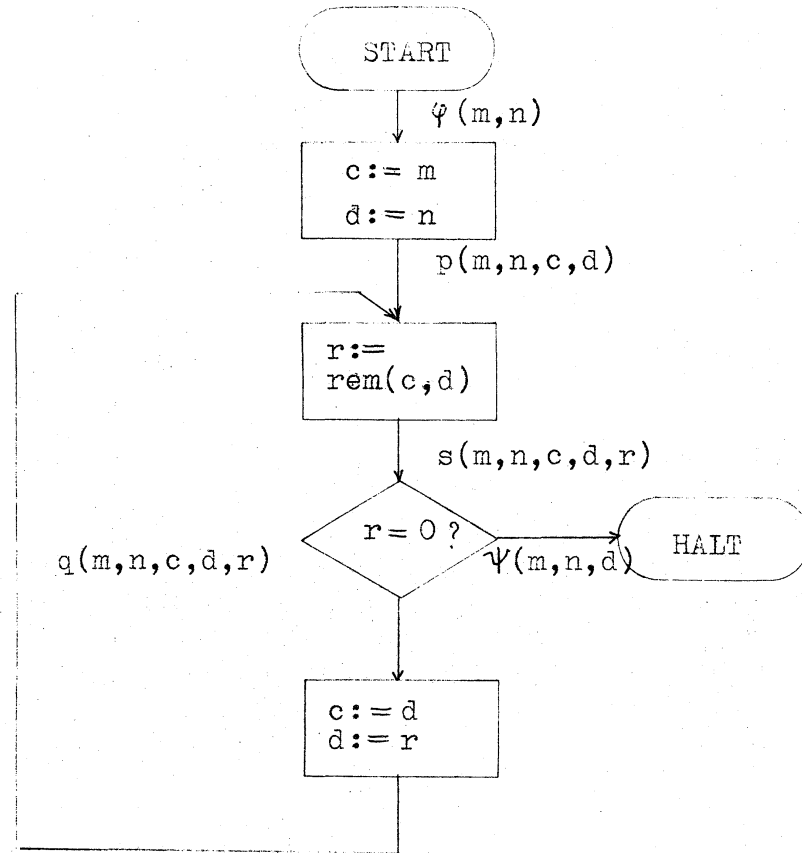 START
φ(m,n)
c:= m
d:= n
p(m,n,c,d)
r:=
rem(c,d)
s(m,n,c,d,r)
r = 0 ?
ψ(m,n,d)
HALT
q(m,n,c,d,r)
c:= d
d:= r